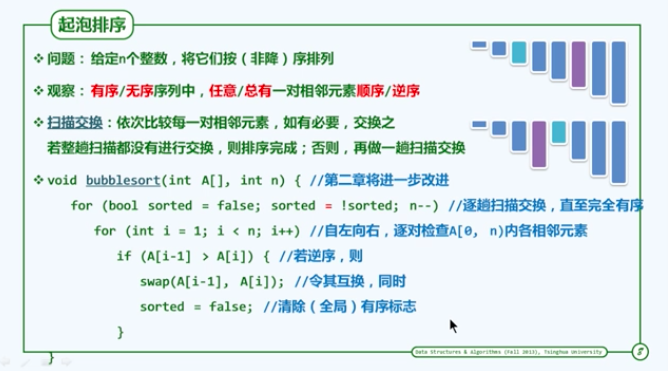 起泡排序
❖ 问题：给定n个整数，将它们按（非降）序排列
❖ 观察：有序/无序序列中，任意/总有一对相邻元素顺序/逆序
❖ 扫描交换：依次比较每一对相邻元素，如有必要，交换之
若整趟扫描都没有进行交换，则排序完成；否则，再做一趟扫描交换
❖ void bubblesort(int A[], int n) { //第二章将进一步改进
for (bool sorted = false; sorted = !sorted; n--) //逐趟扫描交换，直至完全有序
for (int i = 1; i < n; i++) //自左向右，逐对检查A[0, n)内各相邻元素
if (A[i-1] > A[i]) { //若逆序，则
swap(A[i-1], A[i]); //令其互换，同时
sorted = false; //清除（全局）有序标志
}
}
Data Structures & Algorithms (Fall 2013), Tsinghua University